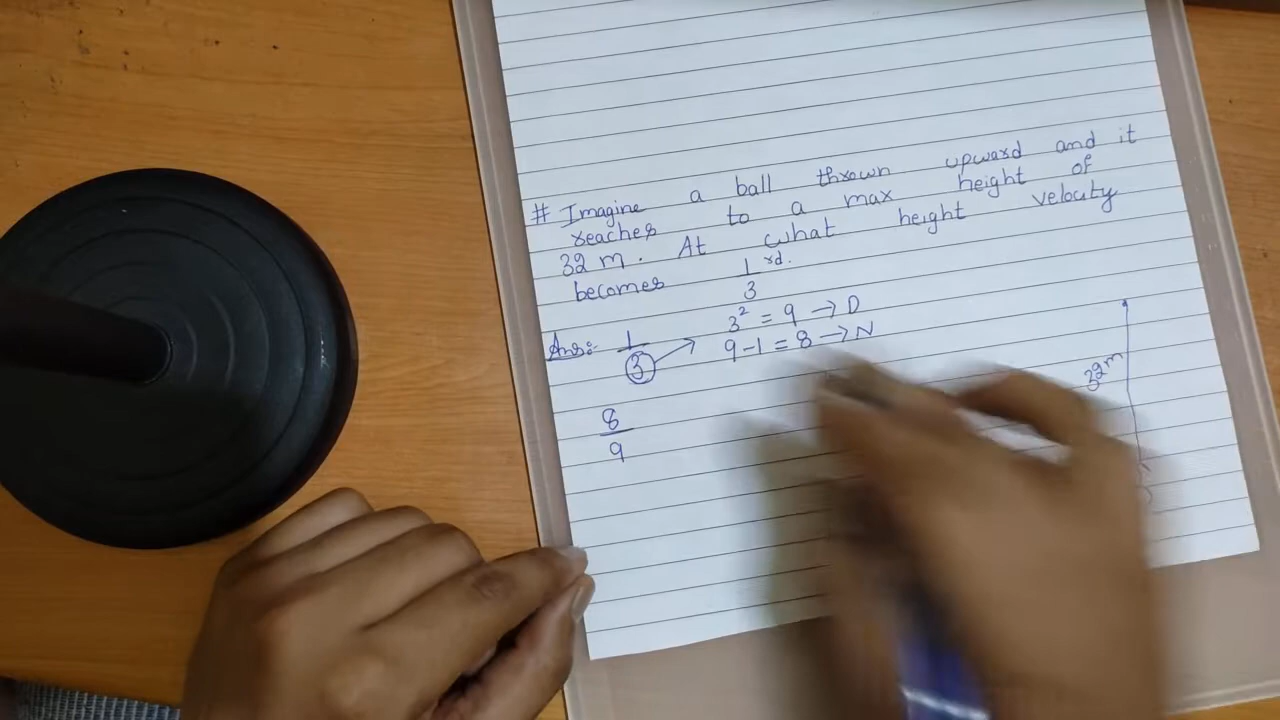 # Imagine a ball thrown upward and it
reaches to a max height of
32 m. At what height velocity
becomes 1/3 rd.
Ans:- 1/3 → 3² = 9 → D
9-1 = 8 → N
8/9
32m